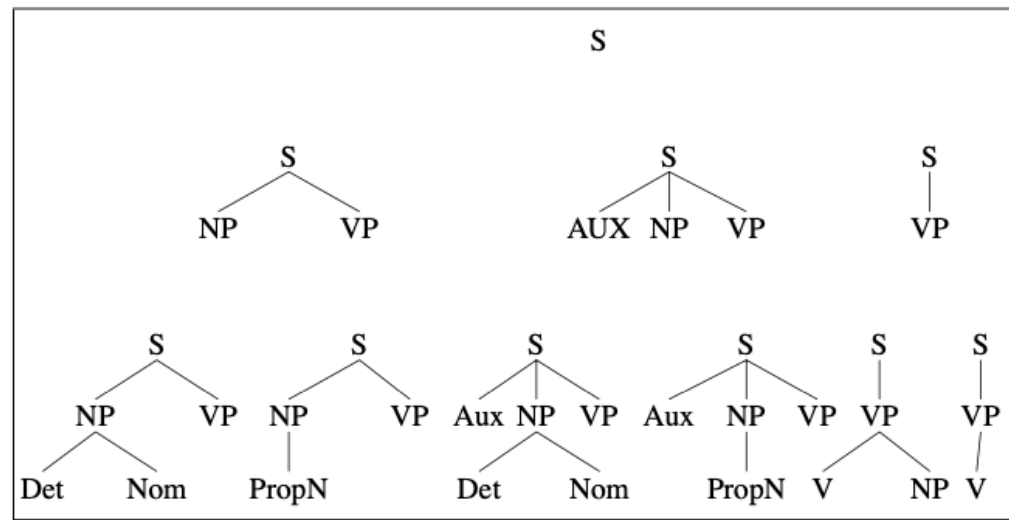 S
S S S
NP VP AUX NP VP VP
S S S S S S
NP VP NP VP Aux NP VP Aux NP VP VP VP
Det Nom PropN Det Nom PropN V NP V